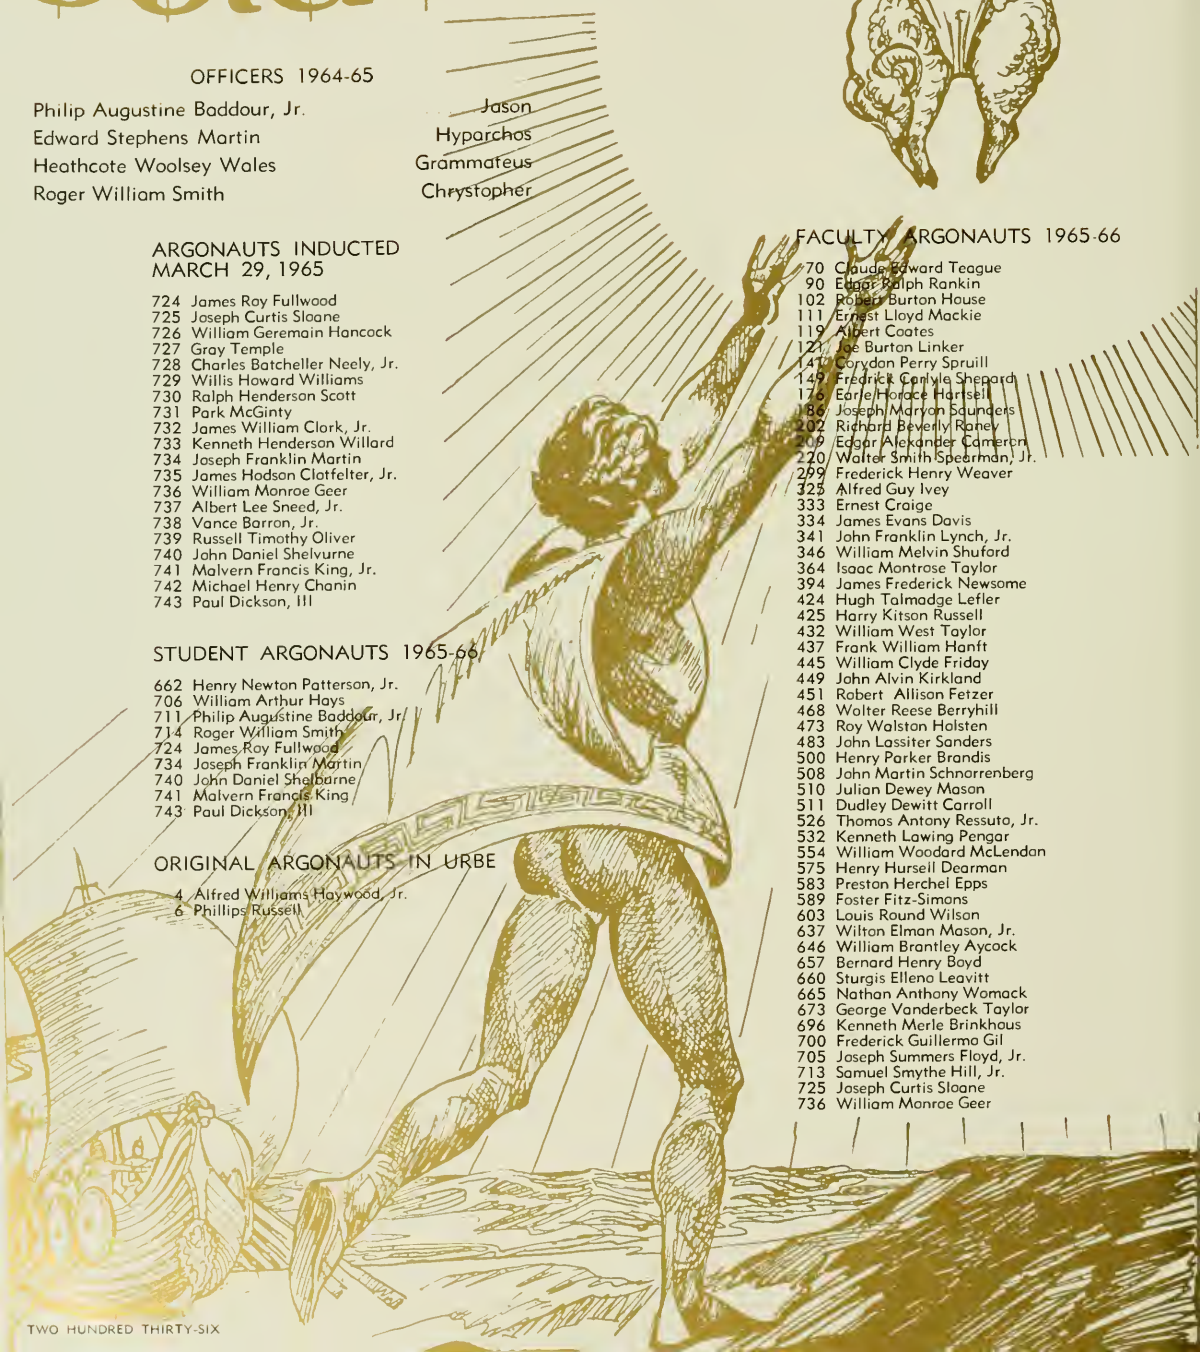 OFFICERS 1964-65
Philip Augustine Baddour, Jr. Jason
Edward Stephens Martin Hyparchos
Heathcote Woolsey Wales Grammateus
Roger William Smith Chrystopher
ARGONAUTS INDUCTED
MARCH 29, 1965
724 James Roy Fullwood
725 Joseph Curtis Sloane
726 William Geremain Hancock
727 Gray Temple
728 Charles Batcheller Neely, Jr.
729 Willis Howard Williams
730 Ralph Henderson Scott
731 Park McGinty
732 James William Clark, Jr.
733 Kenneth Henderson Willard
734 Joseph Franklin Martin
735 James Hodson Clotfelter, Jr.
736 William Monroe Geer
737 Albert Lee Sneed, Jr.
738 Vance Barron, Jr.
739 Russell Timothy Oliver
740 John Daniel Shelvurne
741 Malvern Francis King, Jr.
742 Michael Henry Chanin
743 Paul Dickson, III
STUDENT ARGONAUTS 1965-66
662 Henry Newton Patterson, Jr.
706 William Arthur Hays
711 Philip Augustine Baddour, Jr.
714 Roger William Smith
724 James Roy Fullwood
734 Joseph Franklin Martin
740 John Daniel Shelburne
741 Malvern Francis King
743 Paul Dickson, III
ORIGINAL ARGONAUTS IN URBE
4 Alfred Williams Haywood, Jr.
6 Phillips Russell
FACULTY ARGONAUTS 1965-66
70 Claude Edward Teague
90 Edgar Ralph Rankin
102 Robert Burton House
111 Ernest Lloyd Mackie
119 Albert Coates
121 Joe Burton Linker
147 Corydon Perry Spruill
149 Fredrick Carlyle Shepard
176 Earle Horace Hartsell
186 Joseph Maryon Saunders
202 Richard Beverly Raney
209 Edgar Alexander Cameron
220 Walter Smith Spearman, Jr.
299 Frederick Henry Weaver
325 Alfred Guy Ivey
333 Ernest Craige
334 James Evans Davis
341 John Franklin Lynch, Jr.
346 William Melvin Shuford
364 Isaac Montrose Taylor
394 James Frederick Newsome
424 Hugh Talmadge Lefler
425 Harry Kitson Russell
432 William West Taylor
437 Frank William Hanft
445 William Clyde Friday
449 John Alvin Kirkland
451 Robert Allison Fetzer
468 Wolter Reese Berryhill
473 Roy Walston Holsten
483 John Lassiter Sanders
500 Henry Parker Brandis
508 John Martin Schnorrenberg
510 Julian Dewey Mason
511 Dudley Dewitt Carroll
526 Thomas Antony Ressuto, Jr.
532 Kenneth Lawing Pengar
554 William Woodard McLendon
575 Henry Hursell Dearman
583 Preston Herchel Epps
589 Foster Fitz-Simons
603 Louis Round Wilson
637 Wilton Elman Mason, Jr.
646 William Brantley Aycock
657 Bernard Henry Boyd
660 Sturgis Elleno Leavitt
665 Nathan Anthony Womack
673 George Vanderbeck Taylor
696 Kenneth Merle Brinkhous
700 Frederick Guillermo Gil
705 Joseph Summers Floyd, Jr.
713 Samuel Smythe Hill, Jr.
725 Joseph Curtis Sloane
736 William Monroe Geer
TWO HUNDRED THIRTY-SIX